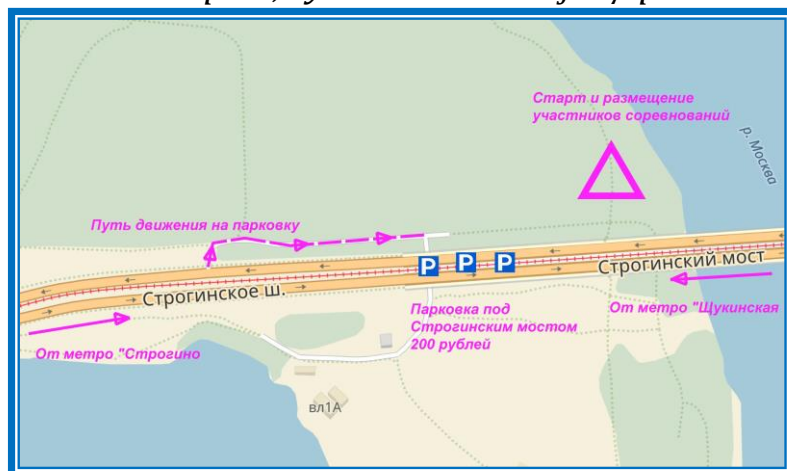 Старт и размещение
участников соревнований
р. Москва
Путь движения на парковку
P P P
Строгинский мост
Строгинское ш.
Парковка под
Строгинским мостом
200 рублей
От метро "Щукинская
От метро "Строгино
вл1А